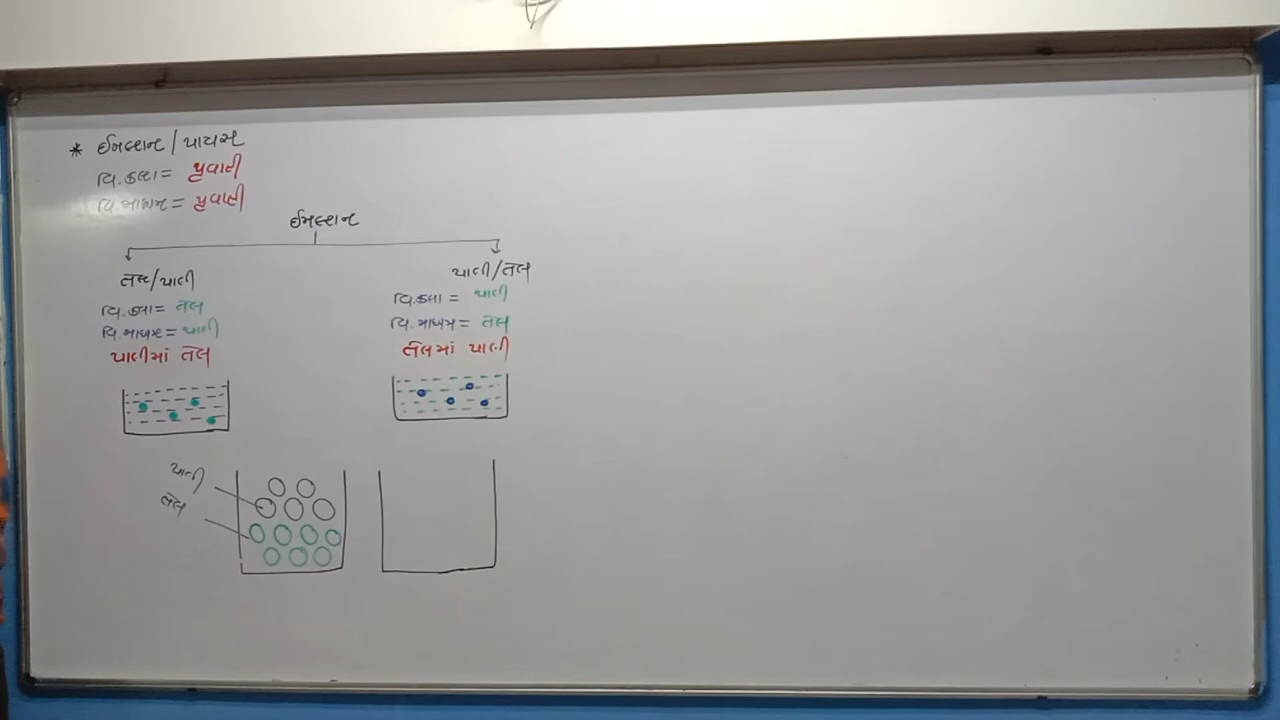 * ઈમલ્શન / પાયસ
વિ.કલા = પ્રવાહી
વિ.માધ્યમ = પ્રવાહી
ઈમલ્શન
તેલ/પાણી
વિ.કલા = તેલ
વિ.માધ્યમ = પાણી
પાણીમાં તેલ
પાણી/તેલ
વિ.કલા = પાણી
વિ.માધ્યમ = તેલ
તેલમાં પાણી
પાણી
તેલ